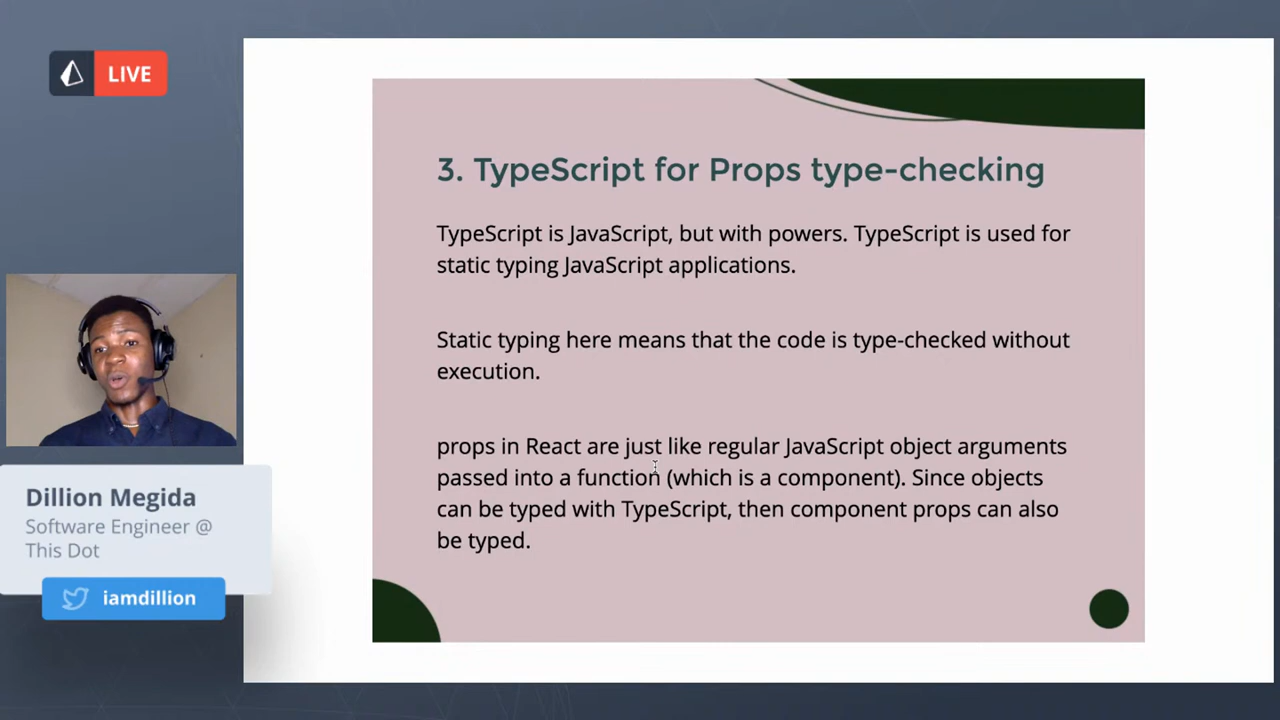 LIVE
3. TypeScript for Props type-checking
TypeScript is JavaScript, but with powers. TypeScript is used for
static typing JavaScript applications.
Static typing here means that the code is type-checked without
execution.
props in React are just like regular JavaScript object arguments
passed into a function (which is a component). Since objects
can be typed with TypeScript, then component props can also
be typed.
Dillion Megida
Software Engineer @
This Dot
iamdillion